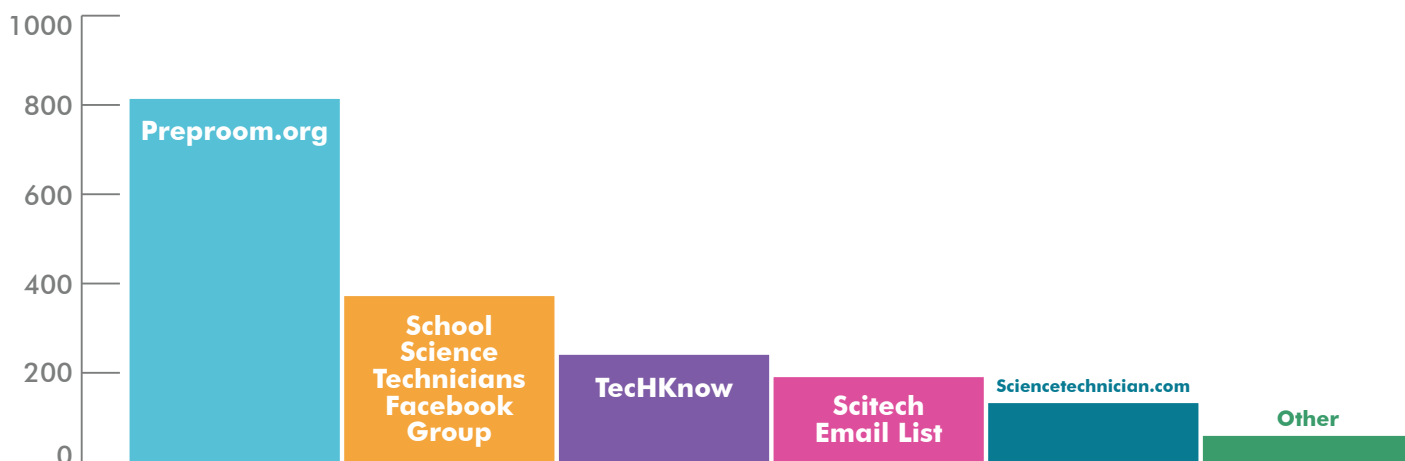 1000
800
600
400
200
0
Preproom.org
School
Science
Technicians
Facebook
Group
TecHKnow
Scitech
Email List
Sciencetechnician.com
Other